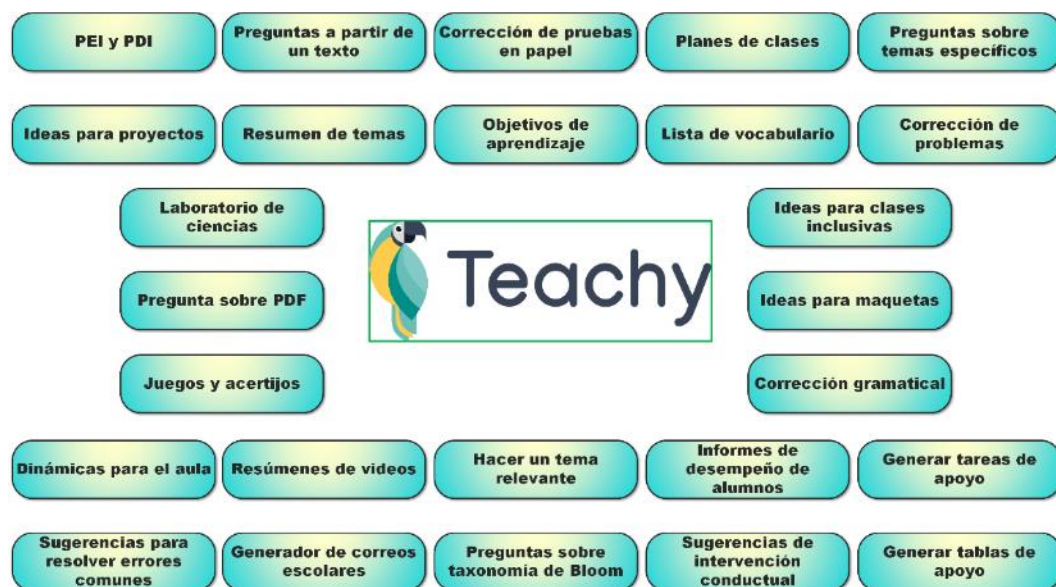 PEI y PDI
Preguntas a partir de
un texto
Corrección de pruebas
en papel
Planes de clases
Preguntas sobre
temas específicos
Ideas para proyectos
Resumen de temas
Objetivos de
aprendizaje
Lista de vocabulario
Corrección de
problemas
Laboratorio de
ciencias
Ideas para clases
inclusivas
Teachy
Pregunta sobre PDF
Ideas para maquetas
Juegos y acertijos
Corrección gramatical
Dinámicas para el aula
Resúmenes de videos
Hacer un tema
relevante
Informes de
desempeño de
alumnos
Generar tareas de
apoyo
Sugerencias para
resolver errores
comunes
Generador de correos
escolares
Preguntas sobre
taxonomía de Bloom
Sugerencias de
intervención
conductual
Generar tablas de
apoyo